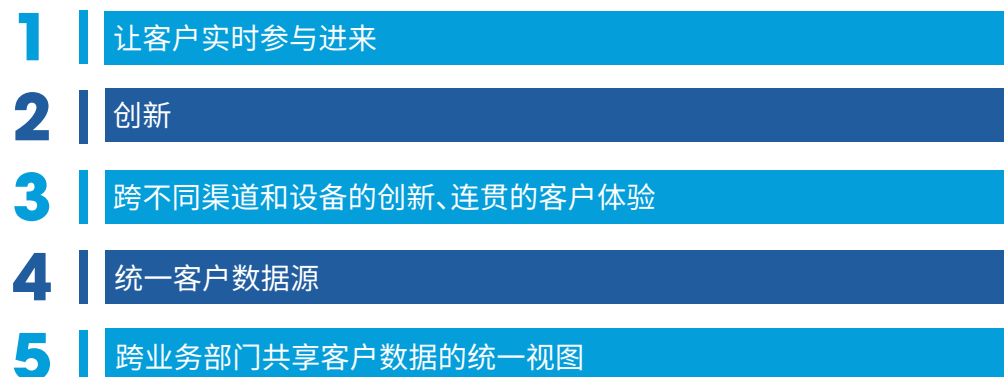 1 让客户实时参与进来
2 创新
3 跨不同渠道和设备的创新、连贯的客户体验
4 统一客户数据源
5 跨业务部门共享客户数据的统一视图